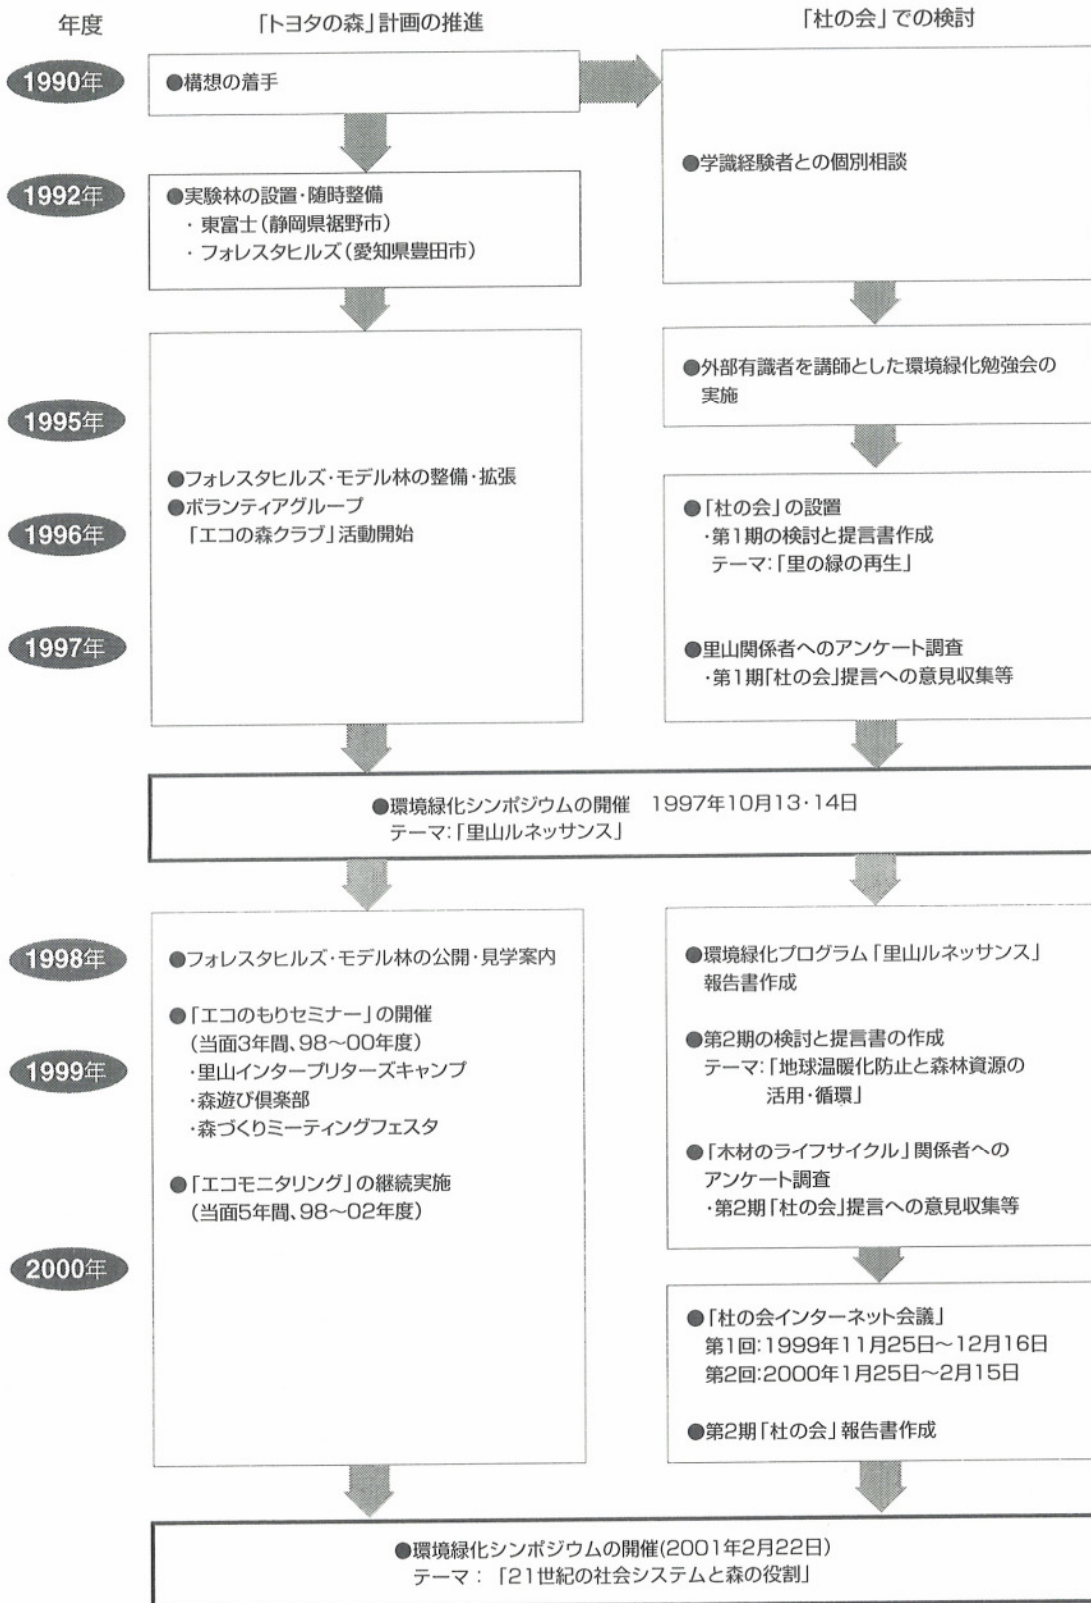 年度
「トヨタの森」計画の推進
「杜の会」での検討
1990年
●構想の着手
●学識経験者との個別相談
1992年
●実験林の設置・随時整備
・東富士(静岡県裾野市)
・フォレスタヒルズ(愛知県豊田市)
●外部有識者を講師とした環境緑化勉強会の
実施
1995年
●フォレスタヒルズ・モデル林の整備・拡張
●ボランティアグループ
「エコの森クラブ」活動開始
1996年
●「杜の会」の設置
・第1期の検討と提言書作成
テーマ:「里の緑の再生」
1997年
●里山関係者へのアンケート調査
・第1期「杜の会」提言への意見収集等
●環境緑化シンポジウムの開催 1997年10月13・14日
テーマ:「里山ルネッサンス」
1998年
●フォレスタヒルズ・モデル林の公開・見学案内
●「エコのもりセミナー」の開催
(当面3年間、98〜00年度)
・里山インタープリターズキャンプ
・森遊び倶楽部
・森づくりミーティングフェスタ
●「エコモニタリング」の継続実施
(当面5年間、98〜02年度)
1999年
2000年
●環境緑化プログラム「里山ルネッサンス」
報告書作成
●第2期の検討と提言書の作成
テーマ:「地球温暖化防止と森林資源の
活用・循環」
●「木材のライフサイクル」関係者への
アンケート調査
・第2期「杜の会」提言への意見収集等
●「杜の会インターネット会議」
第1回:1999年11月25日〜12月16日
第2回:2000年1月25日〜2月15日
●第2期「杜の会」報告書作成
●環境緑化シンポジウムの開催(2001年2月22日)
テーマ:「21世紀の社会システムと森の役割」